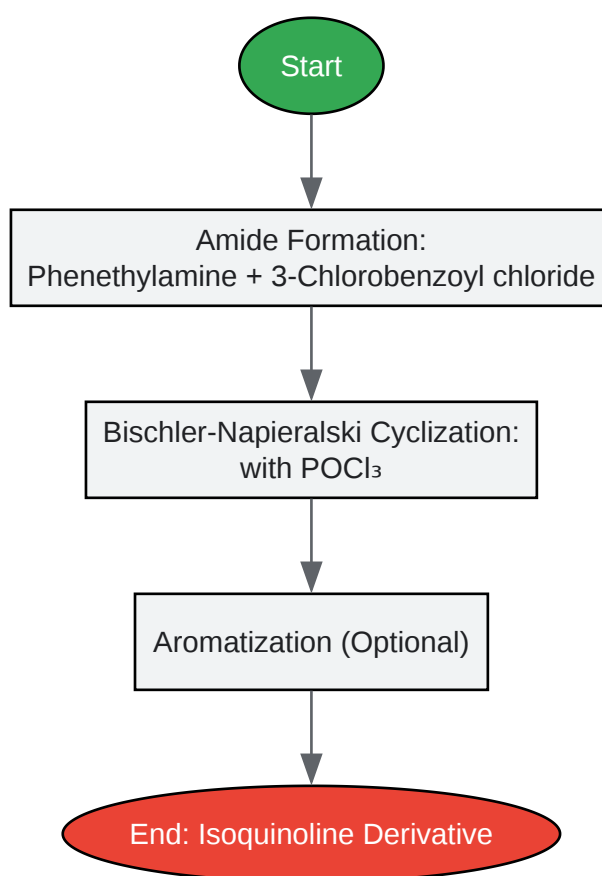 Start
Amide Formation:
Phenethylamine + 3-Chlorobenzoyl chloride
Bischler-Napieralski Cyclization:
with POCl₃
Aromatization (Optional)
End: Isoquinoline Derivative